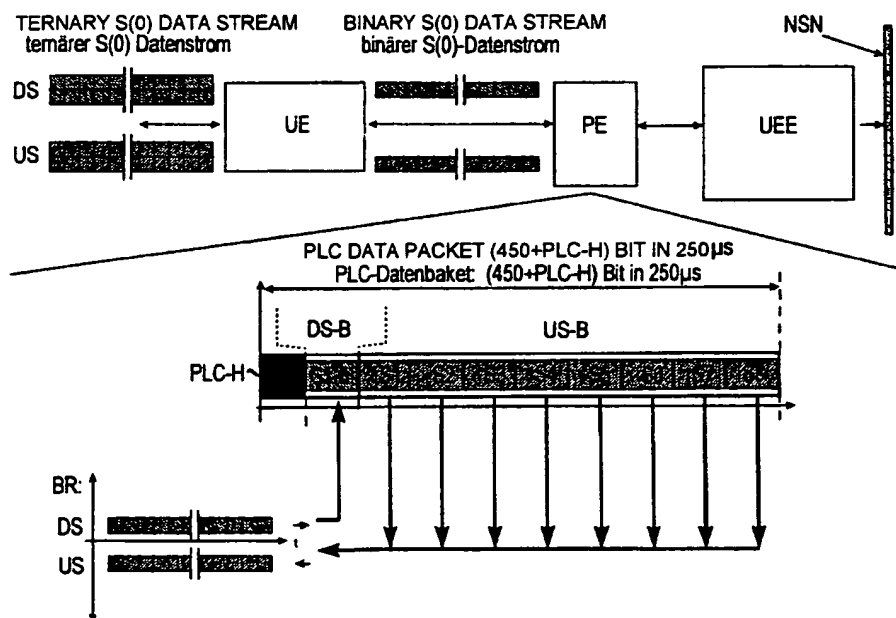 TERNARY S(0) DATA STREAM
ternärer S(0) Datenstrom
BINARY S(0) DATA STREAM
binärer S(0)-Datenstrom
NSN
DS
US
UE
PE
UEE
PLC DATA PACKET (450+PLC-H) BIT IN 250µs
PLC-Datenbaket: (450+PLC-H) Bit in 250µs
DS-B
US-B
PLC-H
BR:
DS
t
US